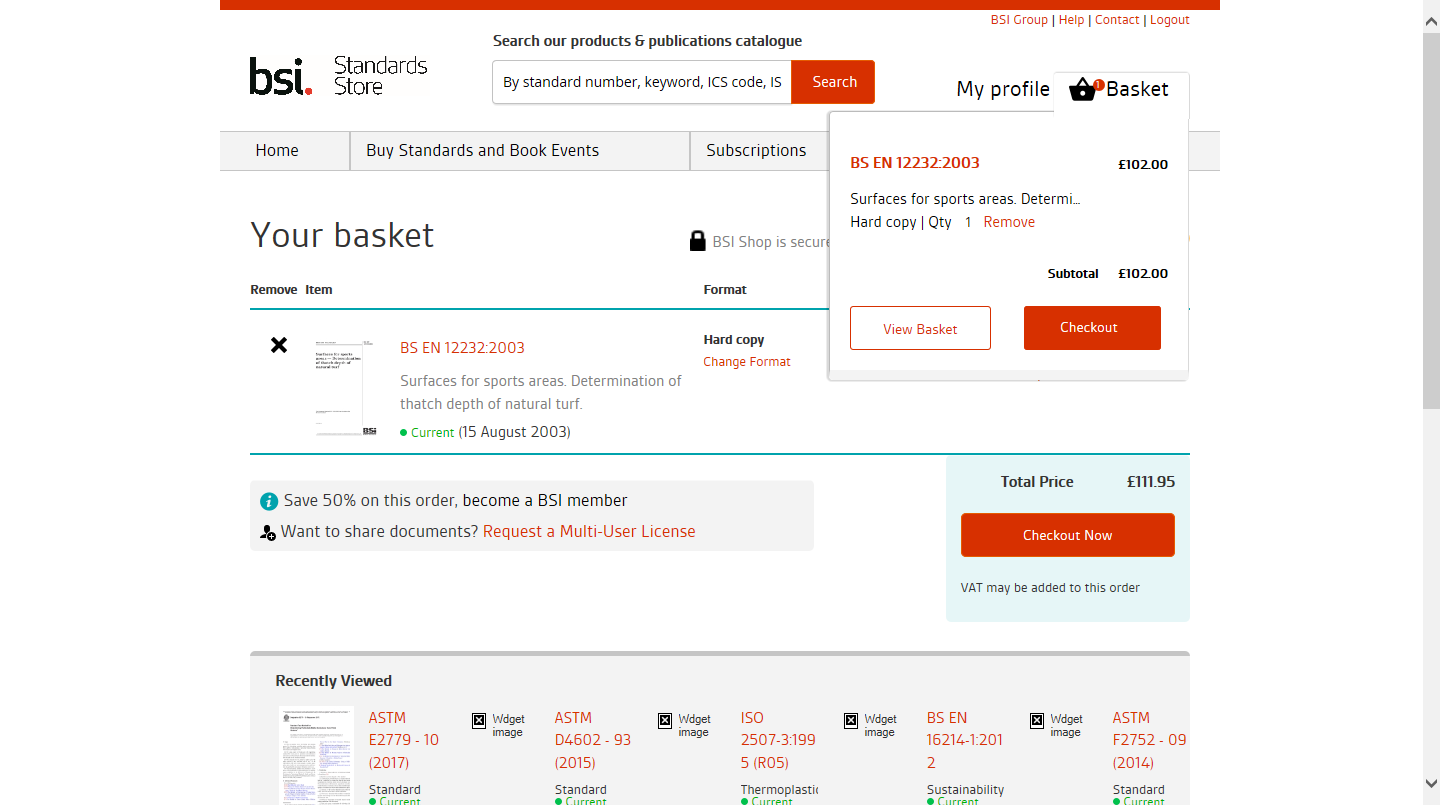 BSI Group | Help | Contact | Logout
Search our products & publications catalogue
bsi. Standards Store
By standard number, keyword, ICS code, IS
Search
My profile
1
Basket
Home
Buy Standards and Book Events
Subscriptions
BS EN 12232:2003
£102.00
Surfaces for sports areas. Determi...
Hard copy | Qty 1 Remove
Subtotal £102.00
View Basket
Checkout
Your basket
BSI Shop is secure
Remove Item
Format
Surfaces for sports
areas — Determination
of thatch depth of
natural turf
BSI
BS EN 12232:2003
Surfaces for sports areas. Determination of
thatch depth of natural turf.
Current (15 August 2003)
Hard copy
Change Format
Save 50% on this order, become a BSI member
Want to share documents? Request a Multi-User License
Total Price £111.95
Checkout Now
VAT may be added to this order
Recently Viewed
ASTM
E2779 - 10
(2017)
Standard
Current
Wdget
image
ASTM
D4602 - 93
(2015)
Standard
Current
Wdget
image
ISO
2507-3:199
5 (R05)
Thermoplastic
Current
Wdget
image
BS EN
16214-1:201
2
Sustainability
Current
Wdget
image
ASTM
F2752 - 09
(2014)
Standard
Current